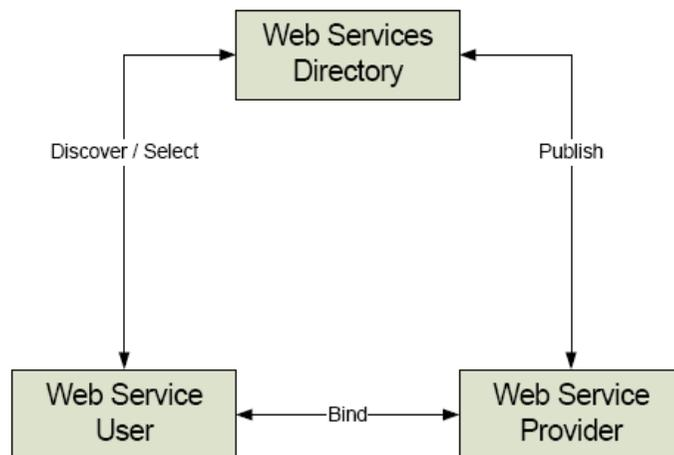 Web Services
Directory
Discover / Select
Publish
Web Service
User
Bind
Web Service
Provider